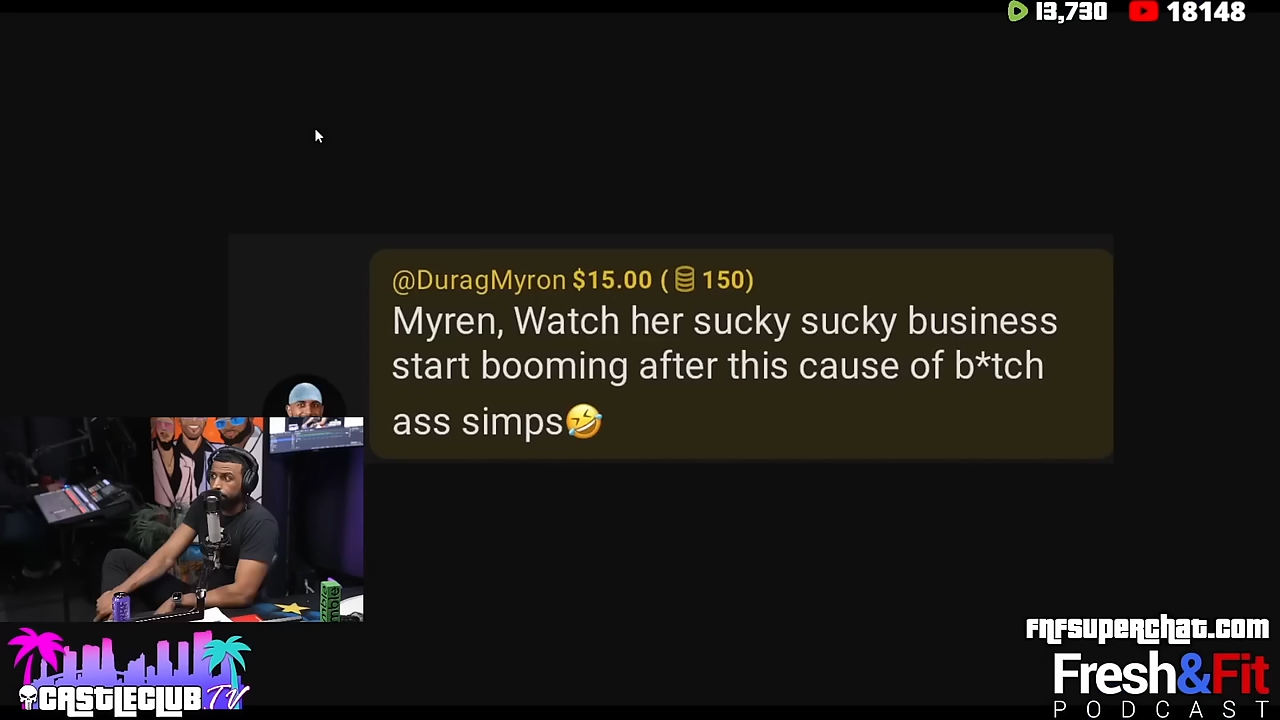 13,730 18148
@DuragMyron $15.00 ( 150)
Myren, Watch her sucky sucky business
start booming after this cause of b*tch
ass simps🤣
fnfsuperchat.com
CASTLECLUB TV
Fresh&Fit
PODCAST